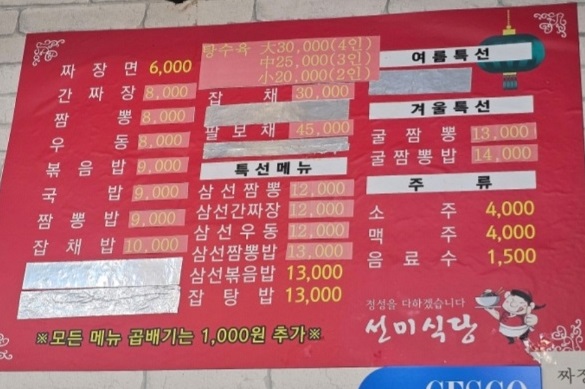 짜장면 6,000
간짜장 8,000
짬뽕 8,000
우동 8,000
볶음밥 9,000
국밥 9,000
짬뽕밥 9,000
잡채밥 10,000
탕수육 大30,000(4인)
中25,000(3인)
小20,000(2인)
잡채 30,000
팔보채 45,000
특선메뉴
삼선짬뽕 12,000
삼선간짜장 12,000
삼선우동 12,000
삼선짬뽕밥 13,000
삼선볶음밥 13,000
잡탕밥 13,000
여름특선
겨울특선
굴짬뽕 13,000
굴짬뽕밥 14,000
주류
소주 4,000
맥주 4,000
음료수 1,500
정성을 다하겠습니다
선미식당
※모든 메뉴 곱배기는 1,000원 추가※
CESCO